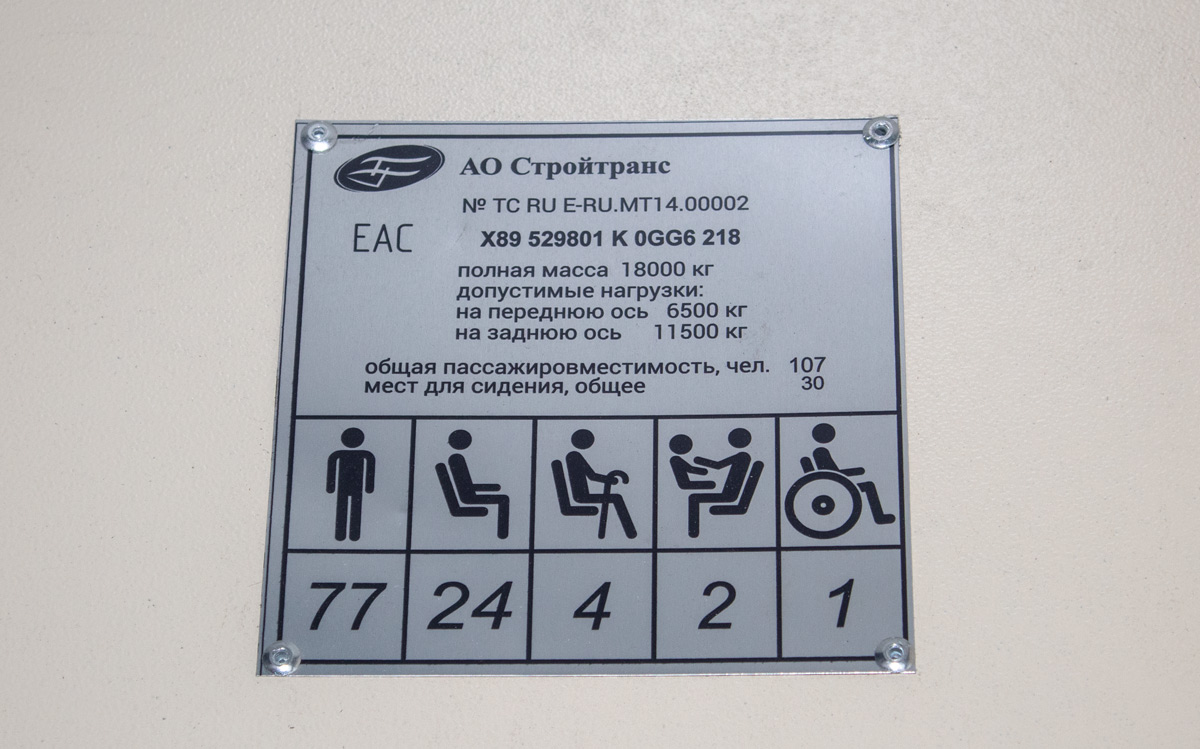 АО Стройтранс
№ ТС RU E-RU.МТ14.00002
EAC
X89 529801 K 0GG6 218
полная масса 18000 кг
допустимые нагрузки:
на переднюю ось 6500 кг
на заднюю ось 11500 кг
общая пассажировместимость, чел. 107
мест для сидения, общее 30
77 24 4 2 1